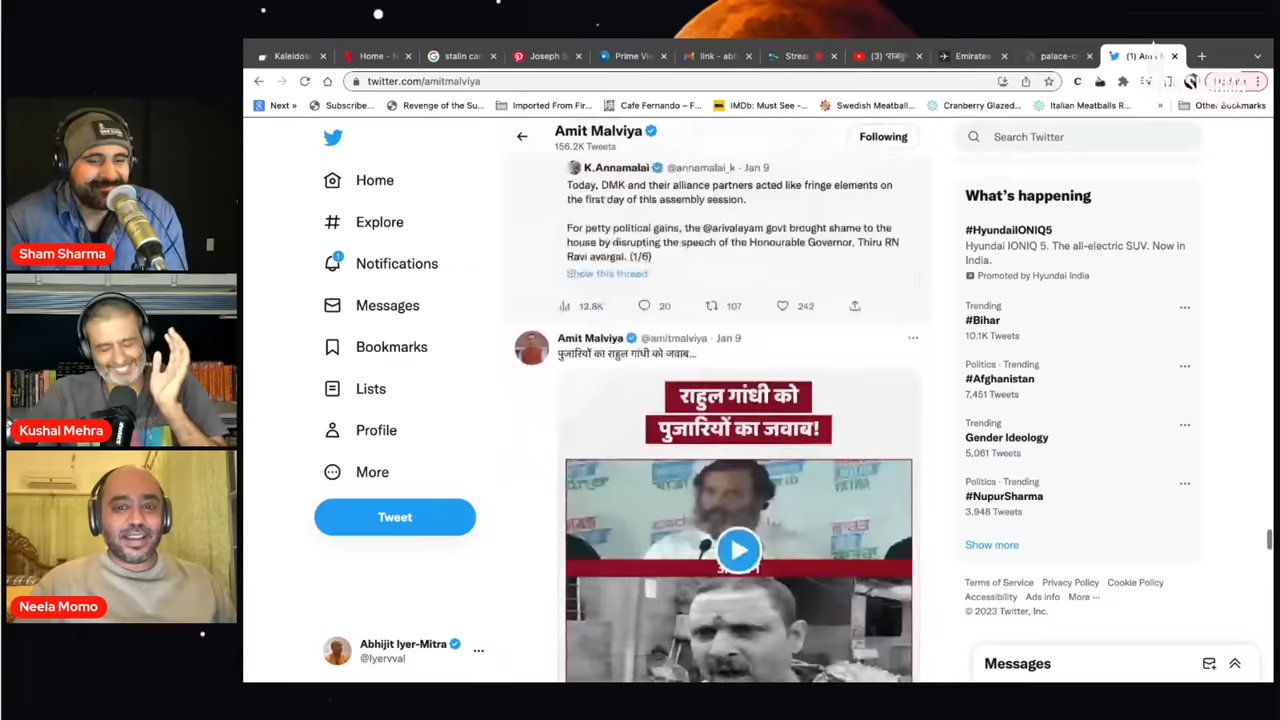 Kaleidos
Home - N
stalin car
Joseph S
Prime Vi
link - abh
Strea
(3) 'राजकु
Emirates
palace-o
(1) Am
twitter.com/amitmalviya
Next »
Subscribe...
Revenge of the Su...
Imported From Fir...
Cafe Fernando – F...
IMDb: Must See -...
Swedish Meatball...
Cranberry Glazed...
Italian Meatballs R...
»
Other Bookmarks
Sham Sharma
Kushal Mehra
Neela Momo
Home
Explore
1
Notifications
Messages
Bookmarks
Lists
Profile
More
Tweet
Abhijit Iyer-Mitra
@Iyervval
Amit Malviya
156.2K Tweets
Following
K.Annamalai @annamalai_k · Jan 9
Today, DMK and their alliance partners acted like fringe elements on
the first day of this assembly session.
For petty political gains, the @arivalayam govt brought shame to the
house by disrupting the speech of the Honourable Governor, Thiru RN
Ravi avargal. (1/6)
Show this thread
12.8K 20 107 242
Amit Malviya @amitmalviya · Jan 9
पुजारियों का राहुल गांधी को जवाब...
राहुल गांधी को
पुजारियों का जवाब!
Search Twitter
What's happening
#HyundaiIONIQ5
Hyundai IONIQ 5. The all-electric SUV. Now in
India.
Promoted by Hyundai India
Trending
#Bihar
10.1K Tweets
Politics · Trending
#Afghanistan
7,451 Tweets
Trending
Gender Ideology
5,061 Tweets
Politics · Trending
#NupurSharma
3,948 Tweets
Show more
Terms of Service Privacy Policy Cookie Policy
Accessibility Ads info More ···
© 2023 Twitter, Inc.
Messages